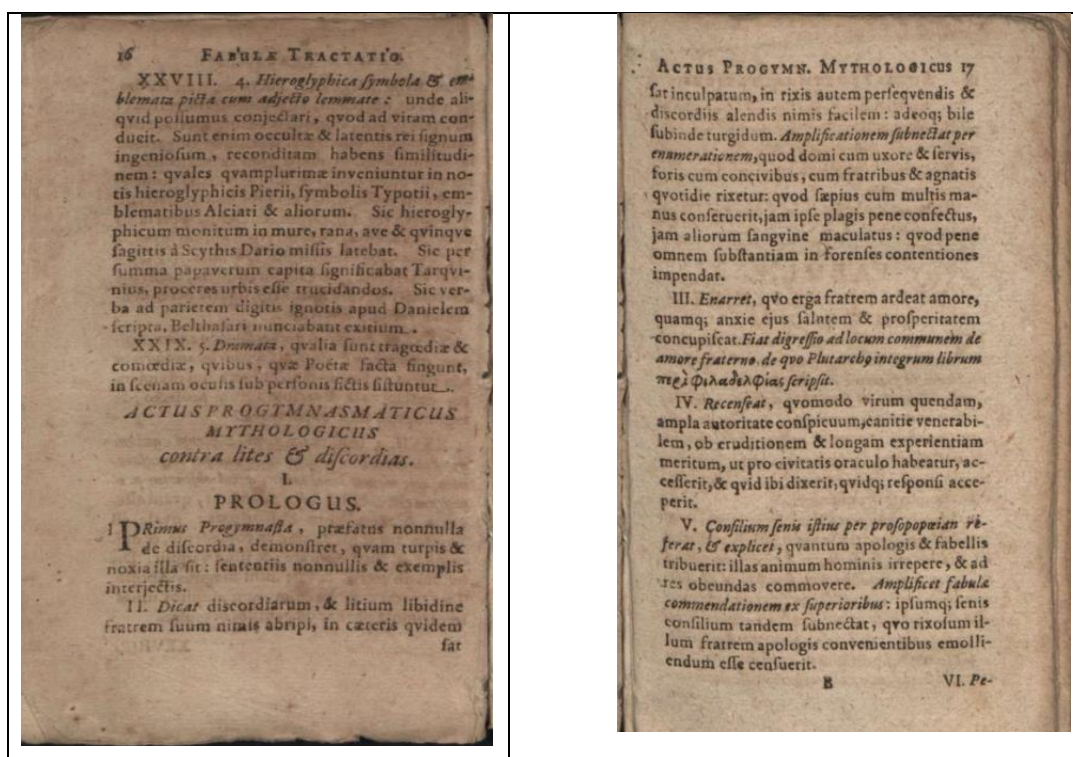 16 FABULÆ TRACTATIO.
XXVIII. 4. Hieroglyphica ſymbola & em-
blemata picta cum adjecto lemmate : unde ali-
qvid poſſumus conjectari, qvod ad vitam con-
ducit. Sunt enim occultæ & latentis rei ſignum
ingenioſum, reconditam habens ſimilitudi-
nem : qvales qvamplurimæ inveniuntur in no-
tis hieroglyphicis Pierii, ſymbolis Typotii, em-
blematibus Alciati & aliorum. Sic hierogly-
phicum monitum in mure, rana, ave & qvinqve
ſagittis à Scythis Dario miſſis latebat. Sic per
ſumma papaverum capita ſignificabat Tarqvi-
nius, proceres urbis eſſe trucidandos. Sic ver-
ba ad parietem digitis ignotis apud Danielem
ſcripta, Belthaſari nunciabant exitium.
XXIX. 5. Dramata, qvalia ſunt tragœdiæ &
comœdiæ, qvibus, qvæ Poëtæ facta fingunt,
in ſcenam oculis ſub perſonis fictis ſiſtuntur.
ACTUS PROGYMNASMATICUS
MYTHOLOGICUS
contra lites & diſcordias.
I.
PROLOGUS.
I PRimus Progymnaſta, præfatus nonnulla
de diſcordia, demonſtret, qvam turpis &
noxia illa ſit : ſententiis nonnullis & exemplis
interjectis.
II. Dicat diſcordiarum, & litium libidine
fratrem ſuum nimis abripi, in cæteris qvidem
ſat
ACTUS PROGYMN. MYTHOLOGICUS 17
ſat inculpatum, in rixis autem perſeqvendis &
diſcordiis alendis nimis facilem : adeoq; bile
ſubinde turgidum. Amplificationem ſubnectat per
enumerationem, quod domi cum uxore & ſervis,
foris cum concivibus, cum fratribus & agnatis
qvotidie rixetur: qvod ſæpius cum multis ma-
nus conſeruerit, jam ipſe plagis pene confectus,
jam aliorum ſangvine maculatus : qvod pene
omnem ſubſtantiam in forenſes contentiones
impendat.
III. Enarret, qvo erga fratrem ardeat amore,
quamq; anxie ejus ſalutem & proſperitatem
concupiſcat. Fiat digreſſio ad locum communem de
amore fraterno, de qvo Plutarchꝰ integrum librum
περὶ Φιλαδελφίας ſcripſit.
IV. Recenſeat, qvomodo virum quendam,
ampla autoritate conſpicuum, canitie venerabi-
lem, ob eruditionem & longam experientiam
meritum, ut pro civitatis oraculo habeatur, ac-
ceſſerit, & qvid ibi dixerit, qvidq; reſponſi acce-
perit.
V. Conſilium ſenis iſtius per proſopopœian re-
ferat, & explicet, qvantum apologis & fabellis
tribuerit: illas animum hominis irrepere, & ad
res obeundas commovere. Amplificet fabulæ
commendationem ex ſuperioribus : ipſumq; ſenis
conſilium tandem ſubnectat, qvo rixoſum il-
lum fratrem apologis convenientibus emolli-
endum eſſe cenſuerit.
B VI. Pe-